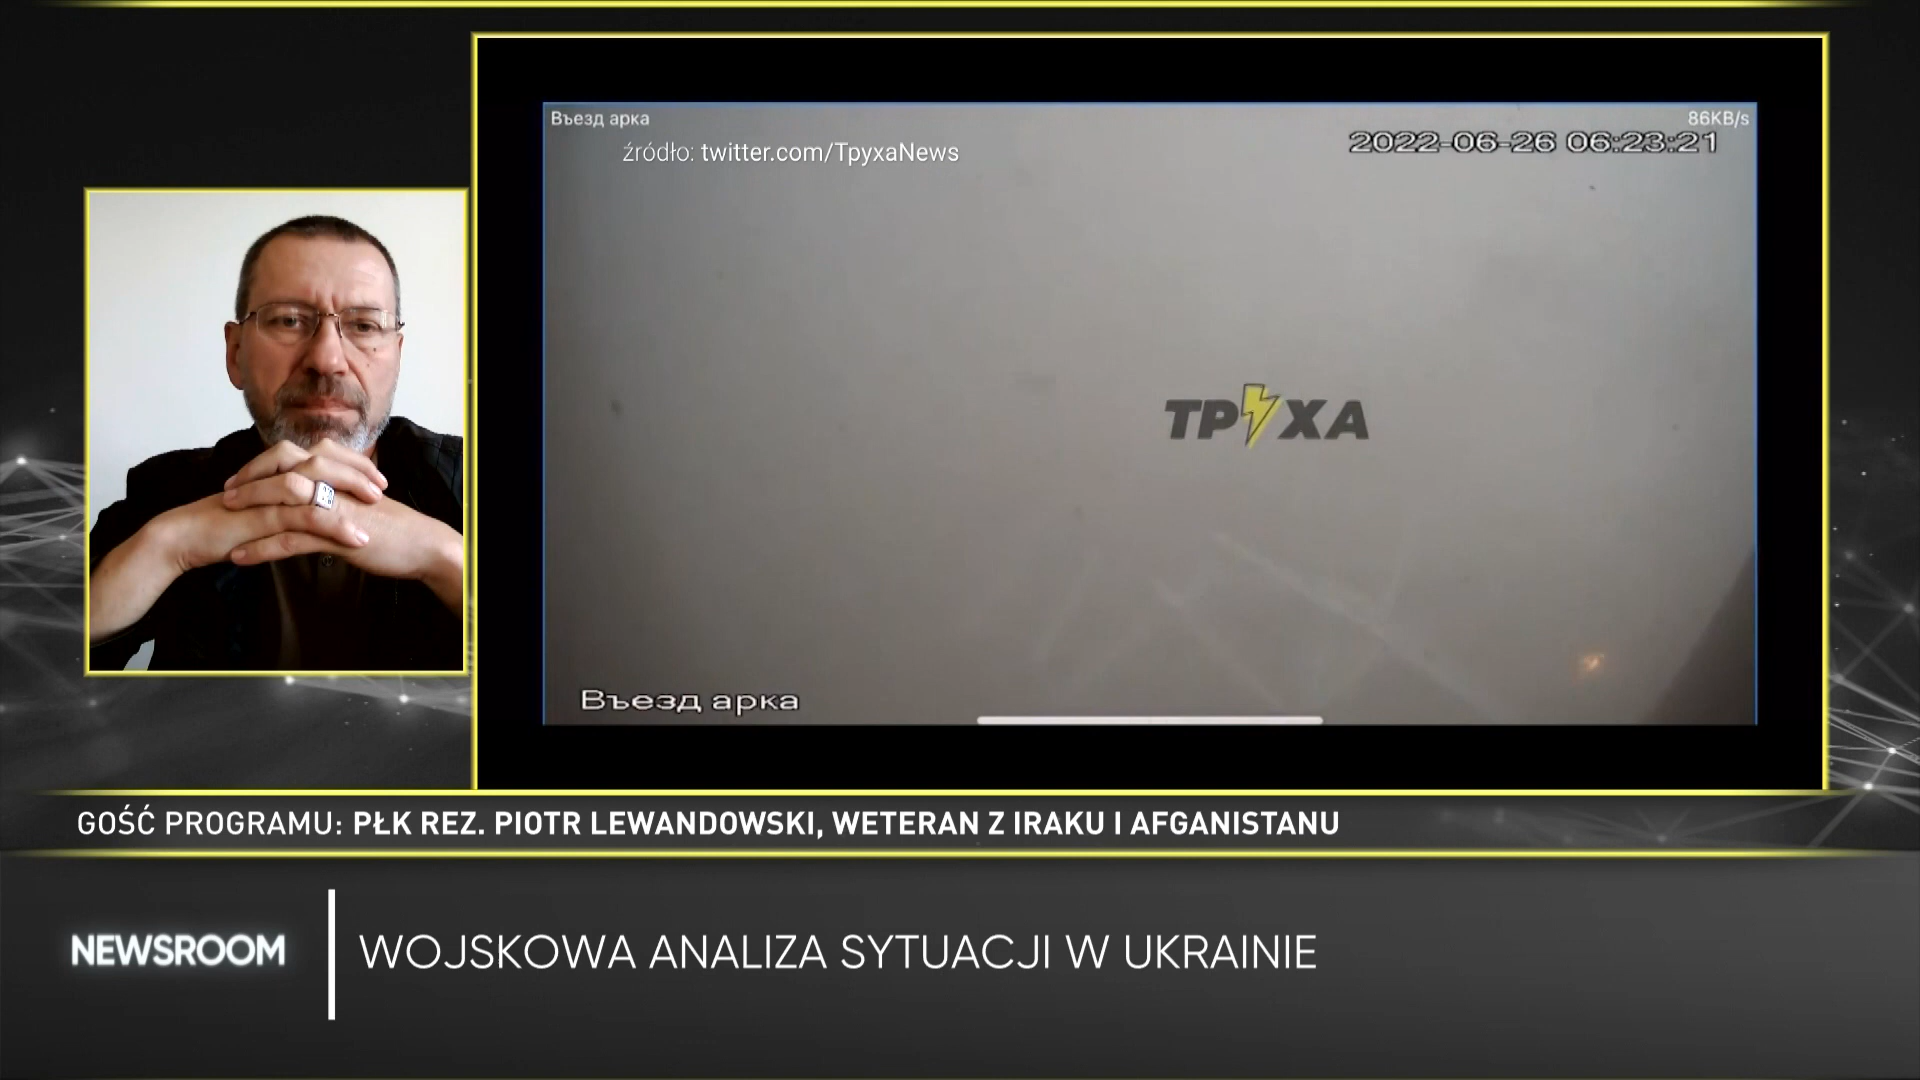 Въезд арка
86KB/s
źródło: twitter.com/TpyxaNews
2022-06-26 06:23:21
ТРУХА
Въезд арка
GOŚĆ PROGRAMU: PŁK REZ. PIOTR LEWANDOWSKI, WETERAN Z IRAKU I AFGANISTANU
NEWSROOM
WOJSKOWA ANALIZA SYTUACJI W UKRAINIE